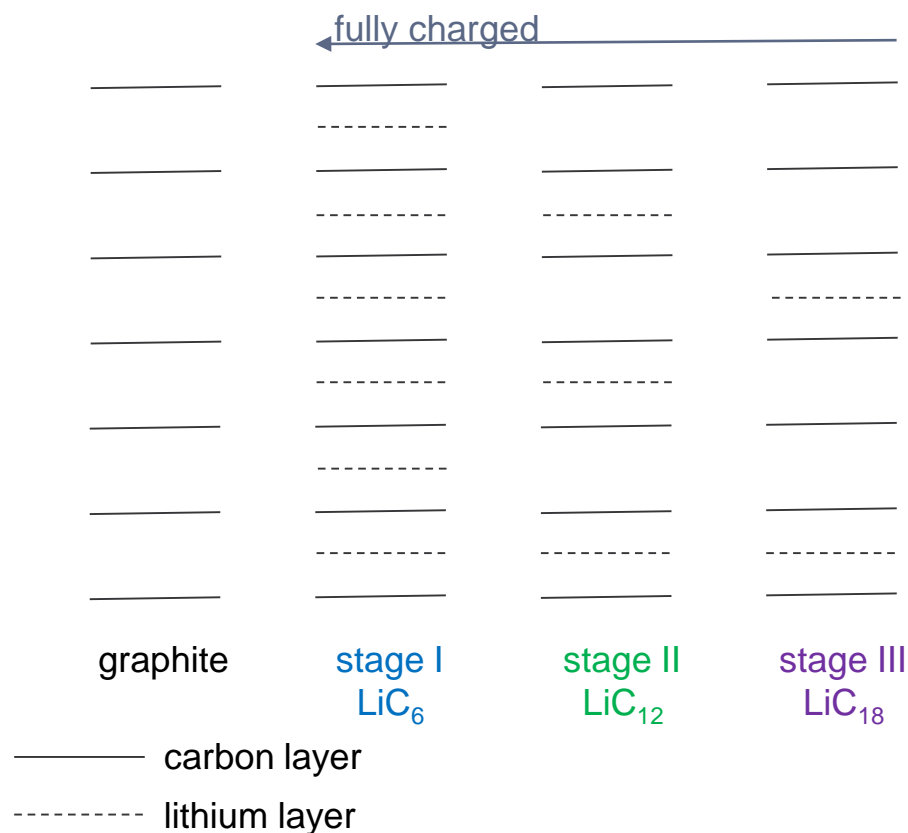 fully charged
graphite
stage I
LiC₆
stage II
LiC₁₂
stage III
LiC₁₈
carbon layer
lithium layer